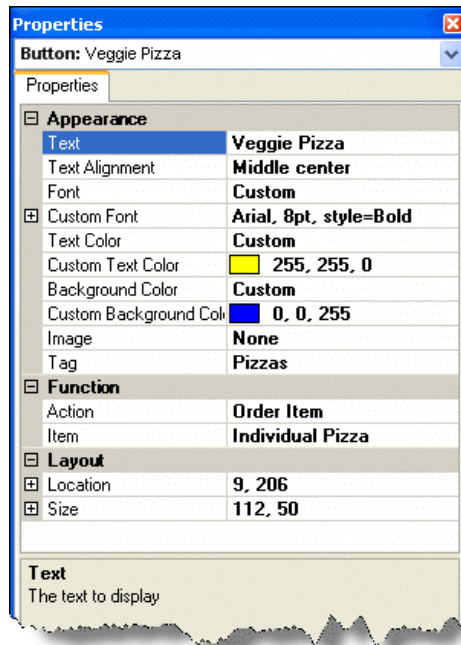 Properties
Button: Veggie Pizza
Properties
Appearance
Text Veggie Pizza
Text Alignment Middle center
Font Custom
Custom Font Arial, 8pt, style=Bold
Text Color Custom
Custom Text Color 255, 255, 0
Background Color Custom
Custom Background Col 0, 0, 255
Image None
Tag Pizzas
Function
Action Order Item
Item Individual Pizza
Layout
Location 9, 206
Size 112, 50
Text
The text to display